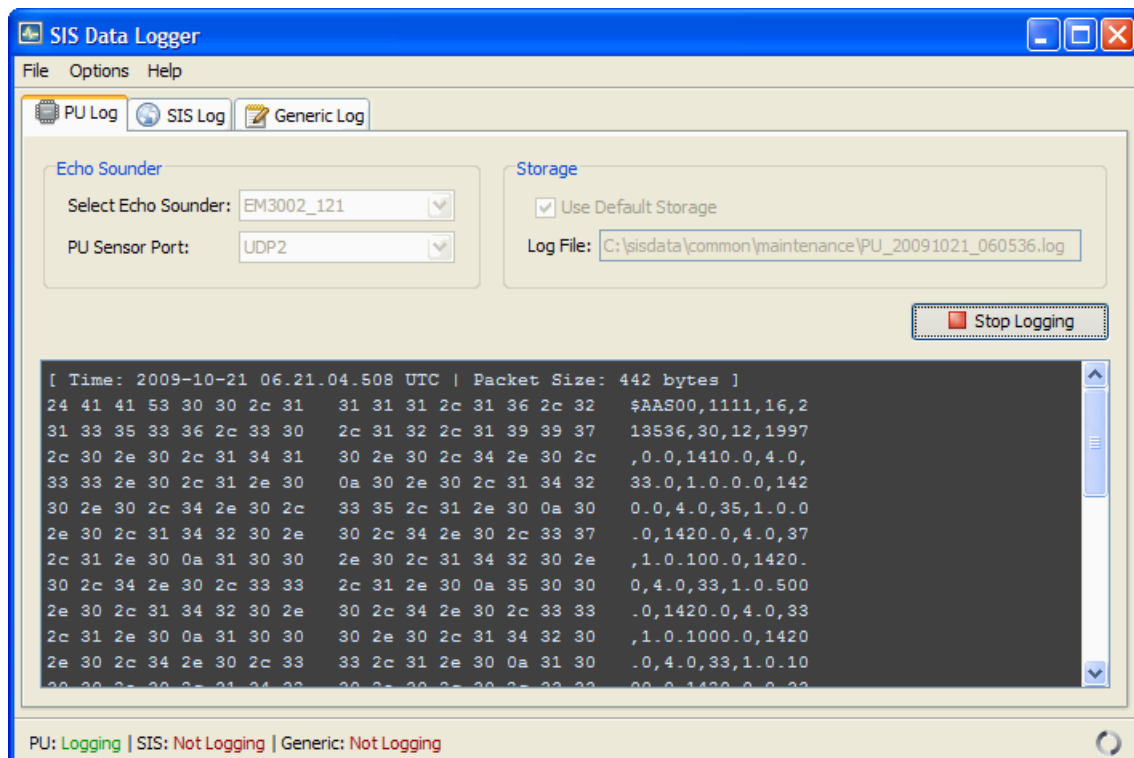 SIS Data Logger
File Options Help
PU Log SIS Log Generic Log
Echo Sounder
Select Echo Sounder: EM3002_121
PU Sensor Port: UDP2
Storage
Use Default Storage
Log File: C:\sisdata\common\maintenance\PU_20091021_060536.log
Stop Logging
[ Time: 2009-10-21 06.21.04.508 UTC | Packet Size: 442 bytes ]
24 41 41 53 30 30 2c 31 31 31 31 2c 31 36 2c 32 $AAS00,1111,16,2
31 33 35 33 36 2c 33 30 2c 31 32 2c 31 39 39 37 13536,30,12,1997
2c 30 2e 30 2c 31 34 31 30 2e 30 2c 34 2e 30 2c ,0.0,1410.0,4.0,
33 33 2e 30 2c 31 2e 30 0a 30 2e 30 2c 31 34 32 33.0,1.0.0.0,142
30 2e 30 2c 34 2e 30 2c 33 35 2c 31 2e 30 0a 30 0.0,4.0,35,1.0.0
2e 30 2c 31 34 32 30 2e 30 2c 34 2e 30 2c 33 37 .0,1420.0,4.0,37
2c 31 2e 30 0a 31 30 30 2e 30 2c 31 34 32 30 2e ,1.0.100.0,1420.
30 2c 34 2e 30 2c 33 33 2c 31 2e 30 0a 35 30 30 0,4.0,33,1.0.500
2e 30 2c 31 34 32 30 2e 30 2c 34 2e 30 2c 33 33 .0,1420.0,4.0,33
2c 31 2e 30 0a 31 30 30 30 2e 30 2c 31 34 32 30 ,1.0.1000.0,1420
2e 30 2c 34 2e 30 2c 33 33 2c 31 2e 30 0a 31 30 .0,4.0,33,1.0.10
PU: Logging | SIS: Not Logging | Generic: Not Logging